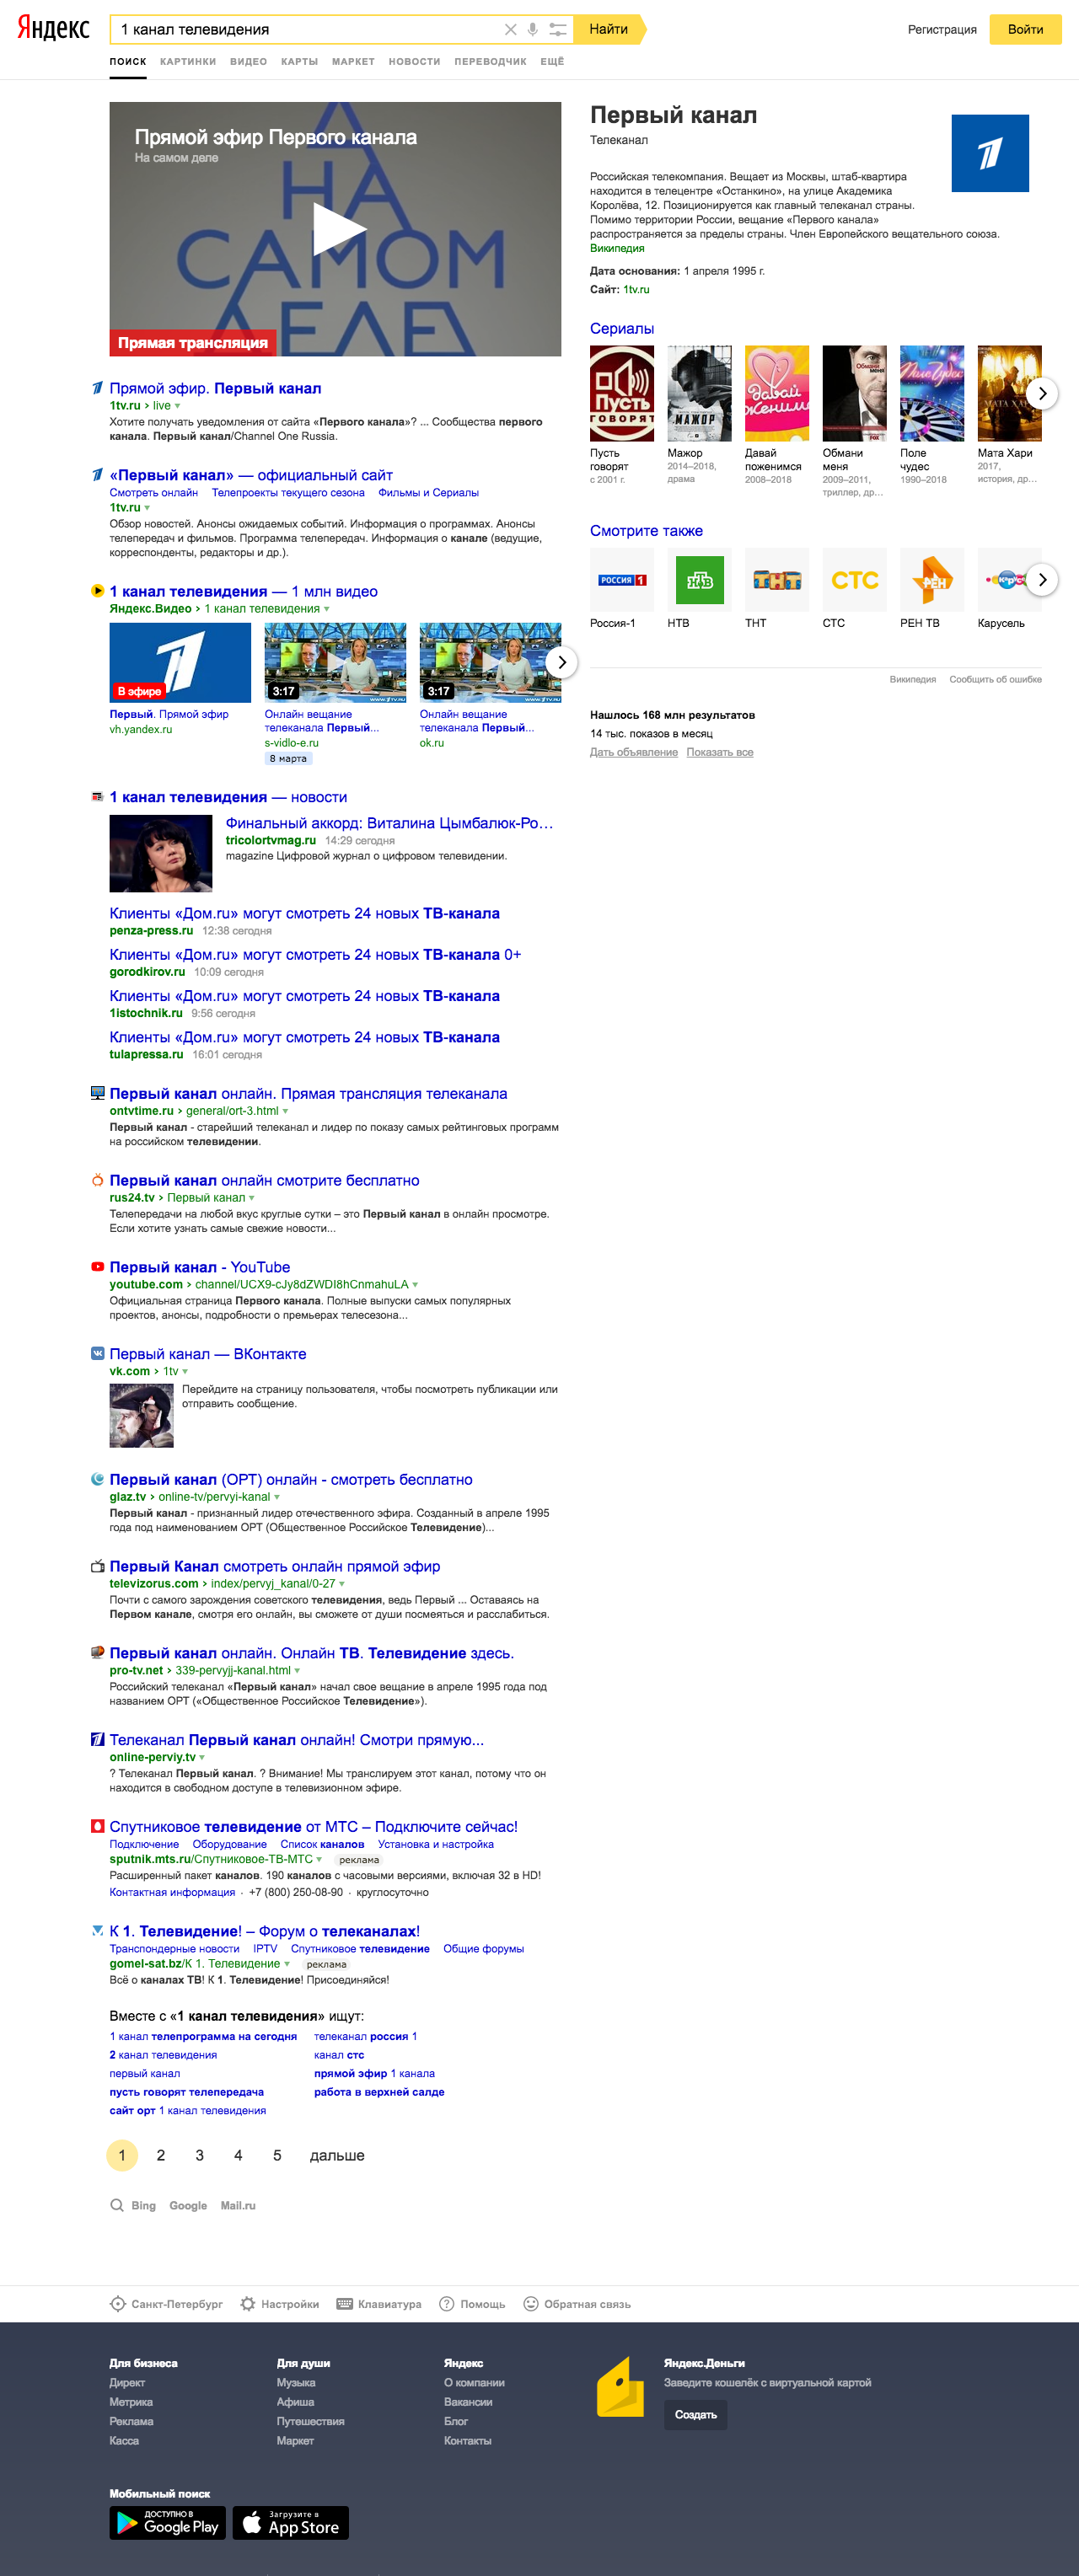 Яндекс
1 канал телевидения
Найти
Регистрация
Войти
ПОИСК КАРТИНКИ ВИДЕО КАРТЫ МАРКЕТ НОВОСТИ ПЕРЕВОДЧИК ЕЩЁ
Прямой эфир Первого канала
На самом деле
НА
САМОМ
ДЕЛЕ
Прямая трансляция
Прямой эфир. Первый канал
1tv.ru › live
Хотите получать уведомления от сайта «Первого канала»? ... Сообщества первого
канала. Первый канал/Channel One Russia.
«Первый канал» — официальный сайт
Смотреть онлайн Телепроекты текущего сезона Фильмы и Сериалы
1tv.ru
Обзор новостей. Анонсы ожидаемых событий. Информация о программах. Анонсы
телепередач и фильмов. Программа телепередач. Информация о канале (ведущие,
корреспонденты, редакторы и др.).
1 канал телевидения — 1 млн видео
Яндекс.Видео › 1 канал телевидения
В эфире
3:17
3:17
Первый. Прямой эфир
vh.yandex.ru
Онлайн вещание
телеканала Первый...
s-vidlo-e.ru
8 марта
Онлайн вещание
телеканала Первый...
ok.ru
1 канал телевидения — новости
Финальный аккорд: Виталина Цымбалюк-Ро…
tricolortvmag.ru 14:29 сегодня
magazine Цифровой журнал о цифровом телевидении.
Клиенты «Дом.ru» могут смотреть 24 новых ТВ-канала
penza-press.ru 12:38 сегодня
Клиенты «Дом.ru» могут смотреть 24 новых ТВ-канала 0+
gorodkirov.ru 10:09 сегодня
Клиенты «Дом.ru» могут смотреть 24 новых ТВ-канала
1istochnik.ru 9:56 сегодня
Клиенты «Дом.ru» могут смотреть 24 новых ТВ-канала
tulapressa.ru 16:01 сегодня
Первый канал онлайн. Прямая трансляция телеканала
ontvtime.ru › general/ort-3.html
Первый канал - старейший телеканал и лидер по показу самых рейтинговых программ
на российском телевидении.
Первый канал онлайн смотрите бесплатно
rus24.tv › Первый канал
Телепередачи на любой вкус круглые сутки – это Первый канал в онлайн просмотре.
Если хотите узнать самые свежие новости...
Первый канал - YouTube
youtube.com › channel/UCX9-cJy8dZWDI8hCnmahuLA
Официальная страница Первого канала. Полные выпуски самых популярных
проектов, анонсы, подробности о премьерах телесезона...
Первый канал — ВКонтакте
vk.com › 1tv
Перейдите на страницу пользователя, чтобы посмотреть публикации или
отправить сообщение.
Первый канал (ОРТ) онлайн - смотреть бесплатно
glaz.tv › online-tv/pervyi-kanal
Первый канал - признанный лидер отечественного эфира. Созданный в апреле 1995
года под наименованием ОРТ (Общественное Российское Телевидение)...
Первый Канал смотреть онлайн прямой эфир
televizorus.com › index/pervyj_kanal/0-27
Почти с самого зарождения советского телевидения, ведь Первый ... Оставаясь на
Первом канале, смотря его онлайн, вы сможете от души посмеяться и расслабиться.
Первый канал онлайн. Онлайн ТВ. Телевидение здесь.
pro-tv.net › 339-pervyjj-kanal.html
Российский телеканал «Первый канал» начал свое вещание в апреле 1995 года под
названием ОРТ («Общественное Российское Телевидение»).
Телеканал Первый канал онлайн! Смотри прямую...
online-perviy.tv
? Телеканал Первый канал. ? Внимание! Мы транслируем этот канал, потому что он
находится в свободном доступе в телевизионном эфире.
Спутниковое телевидение от МТС – Подключите сейчас!
Подключение Оборудование Список каналов Установка и настройка
sputnik.mts.ru/Спутниковое-ТВ-МТС реклама
Расширенный пакет каналов. 190 каналов с часовыми версиями, включая 32 в HD!
Контактная информация · +7 (800) 250-08-90 · круглосуточно
К 1. Телевидение! – Форум о телеканалах!
Транспондерные новости IPTV Спутниковое телевидение Общие форумы
gomel-sat.bz/К 1. Телевидение реклама
Всё о каналах ТВ! К 1. Телевидение! Присоединяйся!
Вместе с «1 канал телевидения» ищут:
1 канал телепрограмма на сегодня
2 канал телевидения
первый канал
пусть говорят телепередача
сайт орт 1 канал телевидения
телеканал россия 1
канал стс
прямой эфир 1 канала
работа в верхней салде
1 2 3 4 5 дальше
Bing Google Mail.ru
Первый канал
Телеканал
Российская телекомпания. Вещает из Москвы, штаб-квартира
находится в телецентре «Останкино», на улице Академика
Королёва, 12. Позиционируется как главный телеканал страны.
Помимо территории России, вещание «Первого канала»
распространяется за пределы страны. Член Европейского вещательного союза.
Википедия
Дата основания: 1 апреля 1995 г.
Сайт: 1tv.ru
Сериалы
Пусть
говорят
с 2001 г.
Мажор
2014–2018,
драма
Давай
поженимся
2008–2018
Обмани
меня
2009–2011,
триллер, др…
Поле
чудес
1990–2018
Мата Хари
2017,
история, др…
Смотрите также
РОССИЯ 1
НТВ
ТНТ
СТС
РЕН
Россия-1
НТВ
ТНТ
СТС
РЕН ТВ
Карусель
Википедия Сообщить об ошибке
Нашлось 168 млн результатов
14 тыс. показов в месяц
Дать объявление Показать все
Санкт-Петербург Настройки Клавиатура Помощь Обратная связь
Для бизнеса
Директ
Метрика
Реклама
Касса
Для души
Музыка
Афиша
Путешествия
Маркет
Яндекс
О компании
Вакансии
Блог
Контакты
Яндекс.Деньги
Заведите кошелёк с виртуальной картой
Создать
Мобильный поиск
ДОСТУПНО В
Google Play
Загрузите в
App Store